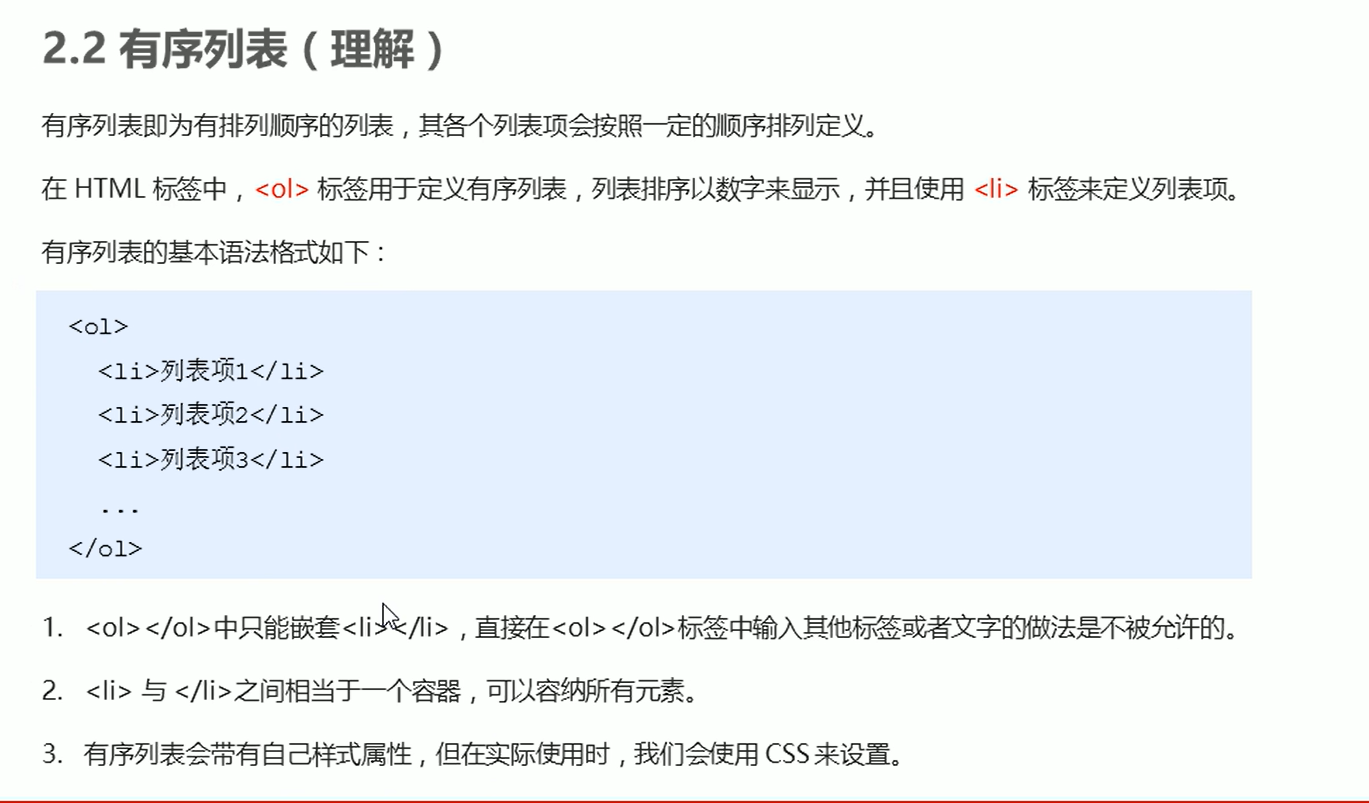 2.2 有序列表（理解）
有序列表即为有排列顺序的列表，其各个列表项会按照一定的顺序排列定义。
在 HTML 标签中，<ol> 标签用于定义有序列表，列表排序以数字来显示，并且使用 <li> 标签来定义列表项。
有序列表的基本语法格式如下：
<ol>
<li>列表项1</li>
<li>列表项2</li>
<li>列表项3</li>
...
</ol>
1. <ol></ol>中只能嵌套<li></li>，直接在<ol></ol>标签中输入其他标签或者文字的做法是不被允许的。
2. <li> 与 </li>之间相当于一个容器，可以容纳所有元素。
3. 有序列表会带有自己样式属性，但在实际使用时，我们会使用 CSS 来设置。